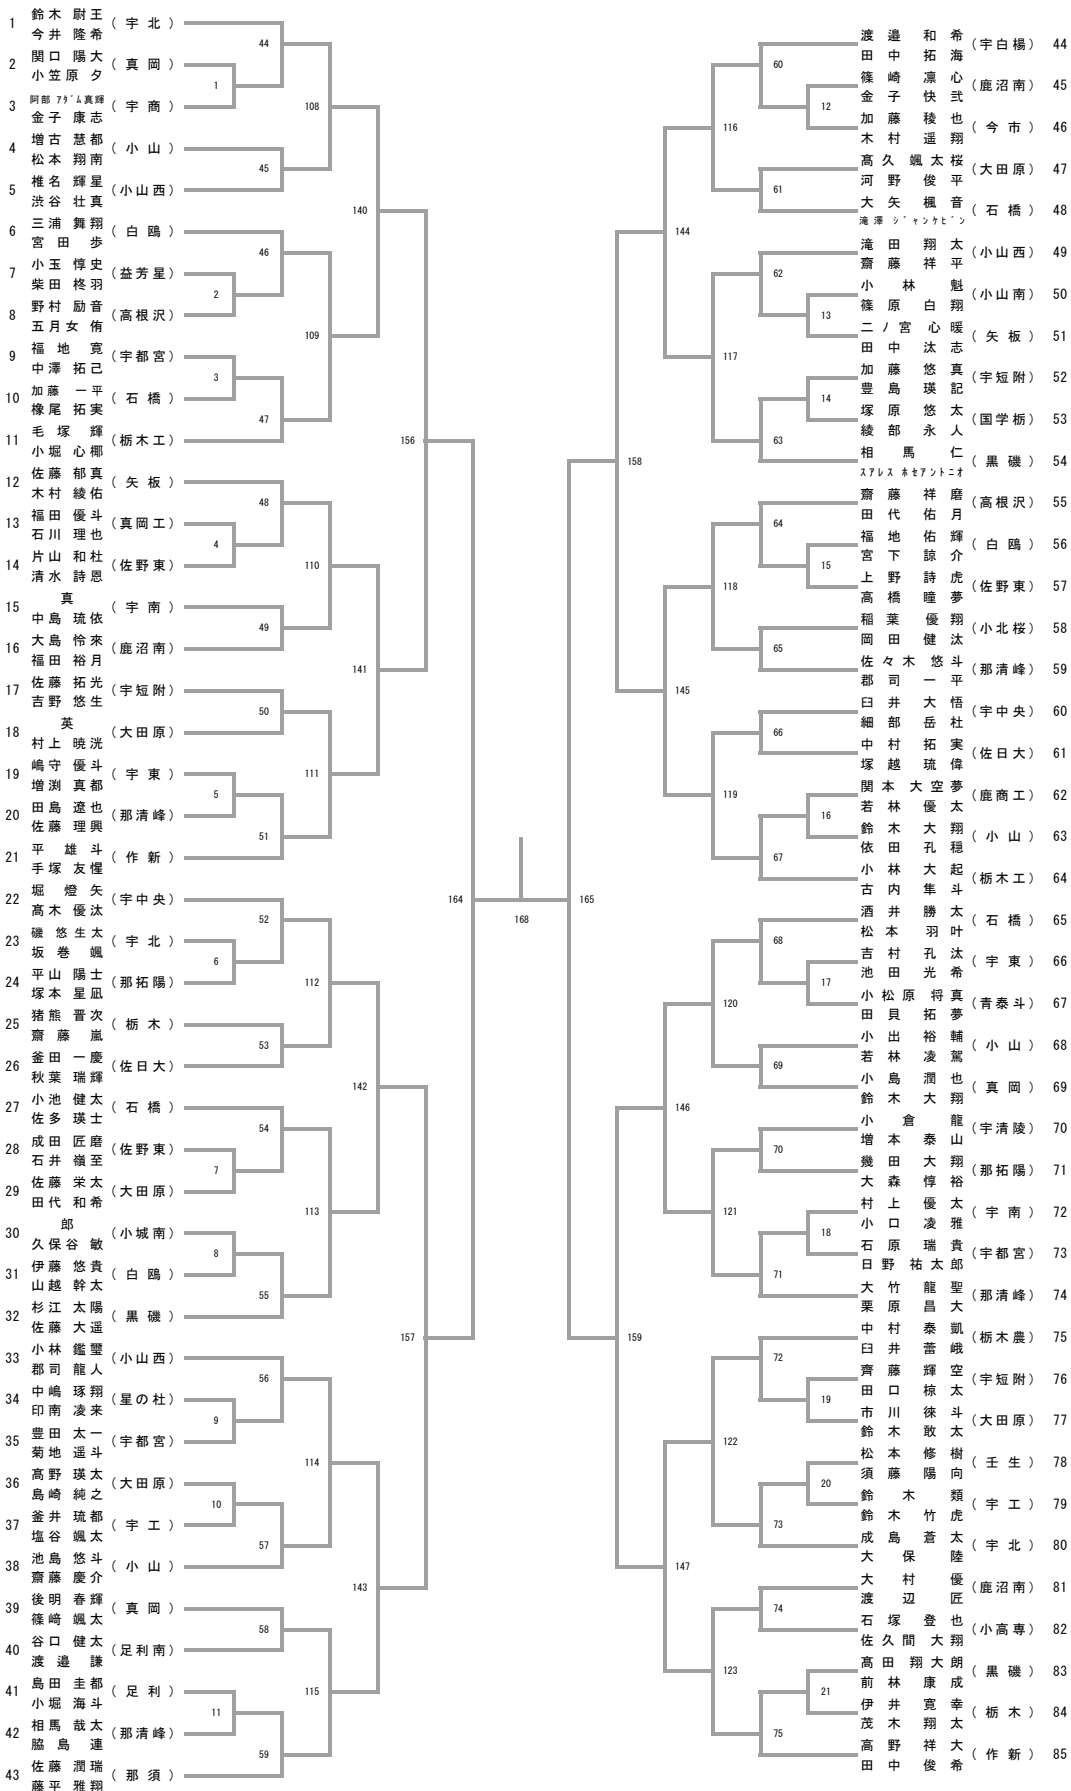 鈴木 尉王
1 (宇北)
今井 隆希
44
関口 陽大
2 (真岡)
小笠原 夕
1
阿部 アダム真輝
3 (宇商)
金子 康志
108
増古 慧都
4 (小山)
松本 翔南
45
椎名 輝星
5 (小山西)
渋谷 壮真
140
三浦 舞翔
6 (白鴎)
宮田 歩
46
小玉 惇史
7 (益芳星)
柴田 柊羽
2
野村 励音
8 (高根沢)
五月女 侑
109
福地 寛
9 (宇都宮)
中澤 拓己
3
加藤 一平
10 (石橋)
橡尾 拓実
47
毛塚 輝
11 (栃木工)
小堀 心椰
156
佐藤 郁真
12 (矢板)
木村 綾佑
48
福田 優斗
13 (真岡工)
石川 理也
4
片山 和杜
14 (佐野東)
清水 詩恩
110
真
15 (宇南)
中島 琉依
49
大島 怜來
16 (鹿沼南)
福田 裕月
141
佐藤 拓光
17 (宇短附)
吉野 悠生
50
英
18 (大田原)
村上 暁洸
嶋守 優斗
19 (宇東)
増渕 真都
111
5
田島 遼也
20 (那清峰)
佐藤 理興
51
平 雄斗
21 (作新)
手塚 友惺
164
堀 燈矢
22 (宇中央)
髙木 優汰
52
磯 悠生太
23 (宇北)
坂巻 颯
6
平山 陽士
24 (那拓陽)
塚本 星凪
112
猪熊 晋次
25 (栃木)
齋藤 嵐
53
釜田 一慶
26 (佐日大)
秋葉 瑞輝
142
小池 健太
27 (石橋)
佐多 瑛士
54
成田 匠磨
28 (佐野東)
石井 嶺至
7
佐藤 栄太
29 (大田原)
田代 和希
113
郎
30 (小城南)
久保谷 敏
8
伊藤 悠貴
31 (白鴎)
山越 幹太
55
杉江 太陽
32 (黒磯)
佐藤 大遥
157
小林 鑑璽
33 (小山西)
郡司 龍人
56
中嶋 琢翔
34 (星の杜)
印南 凌来
9
豊田 太一
35 (宇都宮)
菊地 遥斗
114
髙野 瑛太
36 (大田原)
島崎 純之
10
釜井 琉都
37 (宇工)
塩谷 颯太
57
池島 悠斗
38 (小山)
齋藤 慶介
143
後明 春輝
39 (真岡)
篠﨑 颯太
58
谷口 健太
40 (足利南)
渡邉 謙
島田 圭都
41 (足利)
小堀 海斗
115
11
相馬 哉太
42 (那清峰)
脇島 連
59
佐藤 潤瑞
43 (那須)
藤平 雅翔
168
渡邉 和希
(宇白楊) 44
田中 拓海
60
篠崎 凛心
(鹿沼南) 45
金子 快弐
12
加藤 稜也
(今市) 46
木村 遥翔
116
髙久 颯太桜
(大田原) 47
河野 俊平
61
大矢 楓音
(石橋) 48
滝澤 ジャンケビン
144
滝田 翔太
(小山西) 49
齋藤 祥平
62
小林 魁
(小山南) 50
篠原 白翔
13
二ノ宮 心暖
(矢板) 51
田中 汰志
117
加藤 悠真
(宇短附) 52
豊島 瑛記
14
塚原 悠太
(国学栃) 53
綾部 永人
63
相馬 仁
(黒磯) 54
スアレス ホセアントニオ
158
齋藤 祥磨
(高根沢) 55
田代 佑月
64
福地 佑輝
(白鴎) 56
宮下 諒介
15
上野 詩虎
(佐野東) 57
高橋 瞳夢
118
稲葉 優翔
(小北桜) 58
岡田 健汰
65
佐々木 悠斗
(那清峰) 59
郡司 一平
145
臼井 大悟
(宇中央) 60
細部 岳杜
66
中村 拓実
(佐日大) 61
塚越 琉偉
119
関本 大空夢
(鹿商工) 62
若林 優太
16
鈴木 大翔
(小山) 63
依田 孔穏
67
小林 大起
(栃木工) 64
古内 隼斗
165
酒井 勝太
(石橋) 65
松本 羽叶
68
吉村 孔汰
(宇東) 66
池田 光希
17
小松原 将真
(青泰斗) 67
田貝 拓夢
120
小出 裕輔
(小山) 68
若林 凌駕
69
小島 潤也
(真岡) 69
鈴木 大翔
146
小倉 龍
(宇清陵) 70
増本 泰山
70
幾田 大翔
(那拓陽) 71
大森 惇裕
121
村上 優太
(宇南) 72
小口 凌雅
18
石原 瑞貴
(宇都宮) 73
日野 祐太郎
71
大竹 龍聖
(那清峰) 74
栗原 昌大
159
中村 泰凱
(栃木農) 75
臼井 蕾峨
72
齊藤 輝空
(宇短附) 76
田口 椋太
19
市川 徠斗
(大田原) 77
鈴木 敢太
122
松本 修樹
(壬生) 78
須藤 陽向
20
鈴木 類
(宇工) 79
鈴木 竹虎
73
成島 蒼太
(宇北) 80
大保 陸
147
大村 優
(鹿沼南) 81
渡辺 匠
74
石塚 登也
(小高専) 82
佐久間 大翔
123
髙田 翔大朗
(黒磯) 83
前林 康成
21
伊井 寛幸
(栃木) 84
茂木 翔太
75
高野 祥大
(作新) 85
田中 俊希